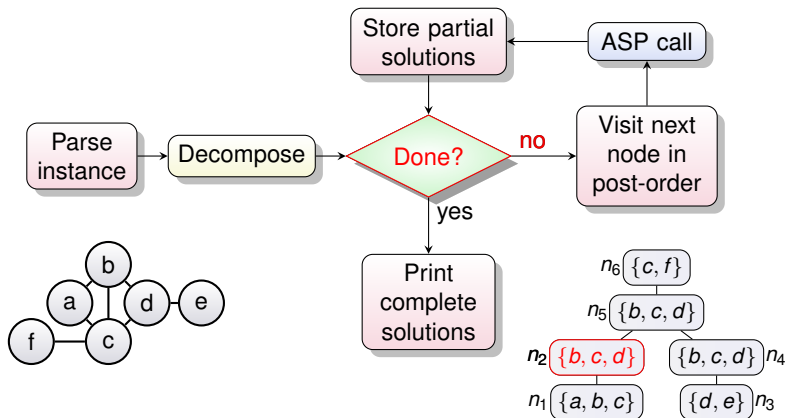 Store partial
solutions
ASP call
Parse
instance
Decompose
Done?
no
Visit next
node in
post-order
yes
Print
complete
solutions
b
a
d
e
f
c
n6 {c, f}
n5 {b, c, d}
n2 {b, c, d}
{b, c, d} n4
n1 {a, b, c}
{d, e} n3